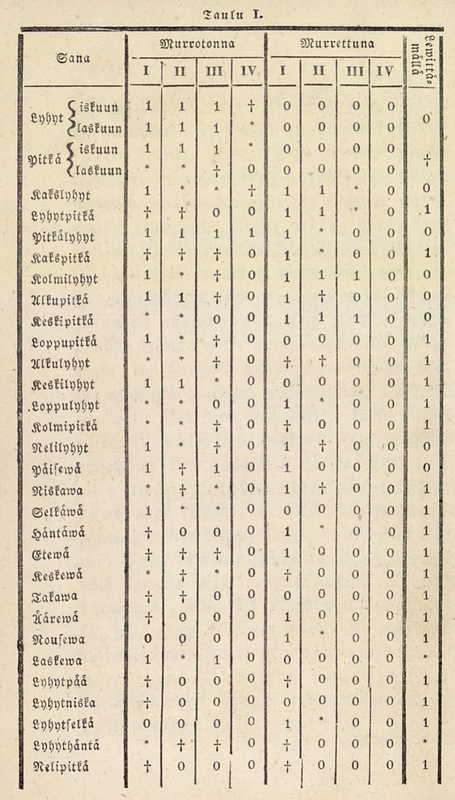 Taulu I.
Sana Murrotonna Murrettuna Lewittä-mällä
I II III IV I II III IV
Lyhyt { iskuun 1 1 1 † 0 0 0 0 0
laskuun 1 1 1 * 0 0 0 0
Pitkä { iskuun 1 1 1 * 0 0 0 0 †
laskuun * * † 0 0 0 0 0
Kakslyhyt 1 * * † 1 1 * 0 0
Lyhytpitkä † † 0 0 1 1 * 0 1
Pitkälyhyt 1 1 1 1 1 * 0 0 0
Kakspitkä † † † 0 1 * 0 0 1
Kolmilyhyt 1 * † 0 1 1 1 0 0
Alkupitkä 1 1 † 0 1 † 0 0 0
Keskipitkä * * 0 0 1 1 1 0 0
Loppupitkä 1 * † 0 0 0 0 0 1
Alkulyhyt * * † 0 † † 0 0 1
Keskilyhyt 1 1 * 0 0 0 0 0 1
Loppulyhyt * * 0 0 1 * 0 0 1
Kolmipitkä * * † 0 † 0 0 0 1
Nelilyhyt 1 * † 0 1 † 0 0 0
Päisewä 1 † 1 0 1 0 0 0 0
Niskawa * † * 0 1 † 0 0 1
Selkäwä 1 * * 0 0 0 0 0 1
Häntäwä † 0 0 0 1 * 0 0 1
Etewä † † † 0 1 0 0 0 1
Keskewä * † * 0 † 0 0 0 1
Takawa † † 0 0 0 0 0 0 1
Äärewä † 0 0 0 1 0 0 0 1
Nousewa 0 0 0 0 1 * 0 0 1
Laskewa 1 * 1 0 0 0 0 0 *
Lyhytpää † 0 0 0 † 0 0 0 1
Lyhytniska † 0 0 0 0 0 0 0 1
Lyhytselkä 0 0 0 0 1 * 0 0 1
Lyhythäntä * † † 0 † 0 0 0 *
Nelipitkä † 0 0 0 † 0 0 0 1